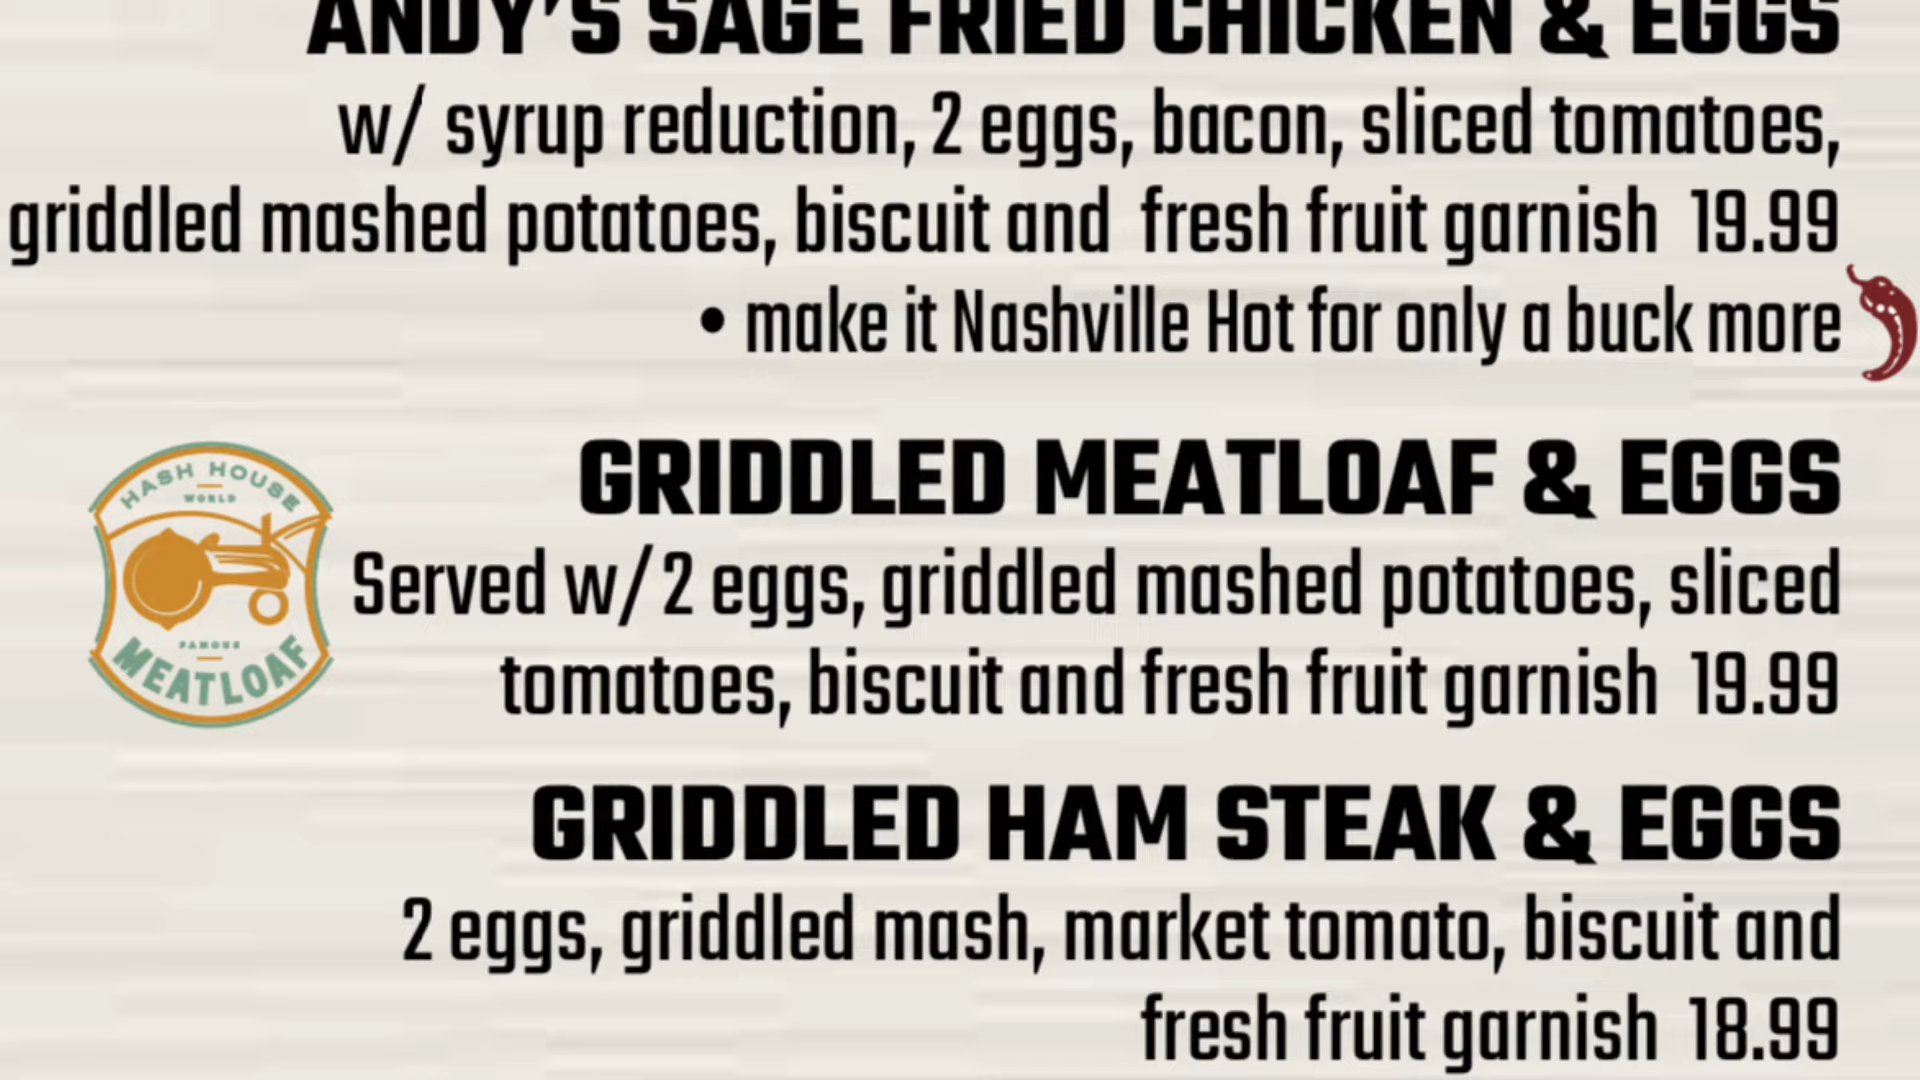 ANDY'S SAGE FRIED CHICKEN & EGGS
w/ syrup reduction, 2 eggs, bacon, sliced tomatoes,
griddled mashed potatoes, biscuit and fresh fruit garnish 19.99
• make it Nashville Hot for only a buck more
HASH HOUSE
WORLD
FAMOUS
MEATLOAF
GRIDDLED MEATLOAF & EGGS
Served w/2 eggs, griddled mashed potatoes, sliced
tomatoes, biscuit and fresh fruit garnish 19.99
GRIDDLED HAM STEAK & EGGS
2 eggs, griddled mash, market tomato, biscuit and
fresh fruit garnish 18.99